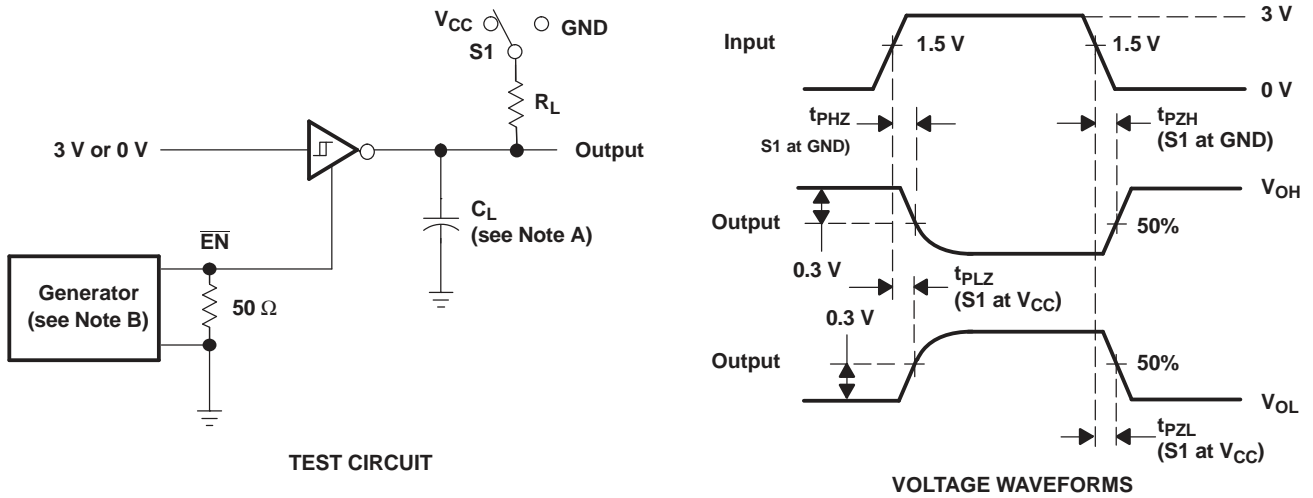 VCC
GND
S1
RL
3 V or 0 V
Output
CL
(see Note A)
EN
Generator
(see Note B)
50 Ω
TEST CIRCUIT
3 V
Input
1.5 V
1.5 V
0 V
tPHZ
S1 at GND)
tPZH
(S1 at GND)
VOH
Output
50%
0.3 V
tPLZ
(S1 at VCC)
0.3 V
Output
50%
VOL
tPZL
(S1 at VCC)
VOLTAGE WAVEFORMS